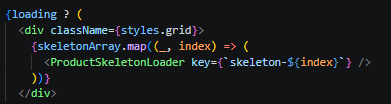 {loading ? (
<div className={styles.grid}>
{skeletonArray.map((_, index) => (
<ProductSkeletonLoader key={`skeleton-${index}`} />
))}
</div>